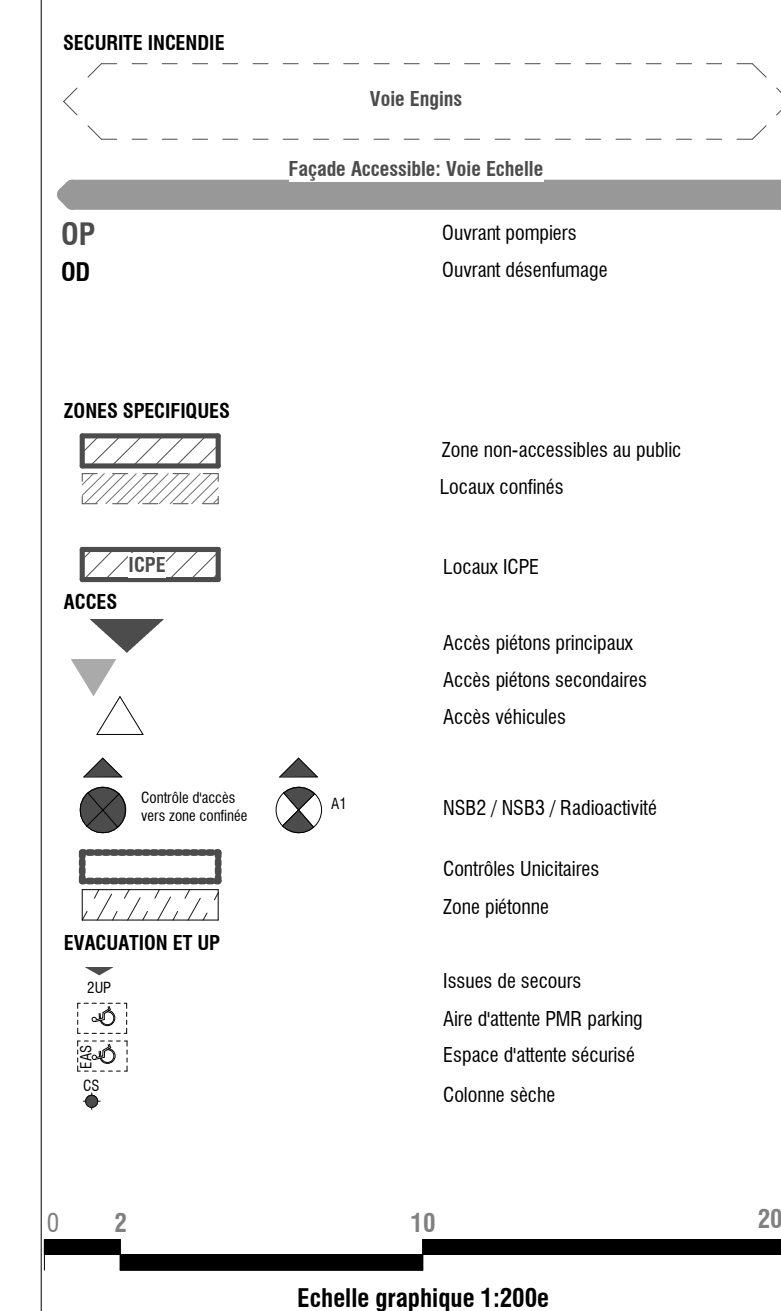 SECURITE INCENDIE
Voie Engins
Façade Accessible: Voie Echelle
OP Ouvrant pompiers
OD Ouvrant désenfumage
ZONES SPECIFIQUES
Zone non-accessibles au public
Locaux confinés
ICPE Locaux ICPE
ACCES
Accès piétons principaux
Accès piétons secondaires
Accès véhicules
Contrôle d'accès
vers zone confinée
A1
NSB2 / NSB3 / Radioactivité
Contrôles Unicitaires
Zone piétonne
EVACUATION ET UP
Issues de secours
2UP
Aire d'attente PMR parking
EAS Espace d'attente sécurisé
CS Colonne sèche
0 2 10 20
Echelle graphique 1:200e